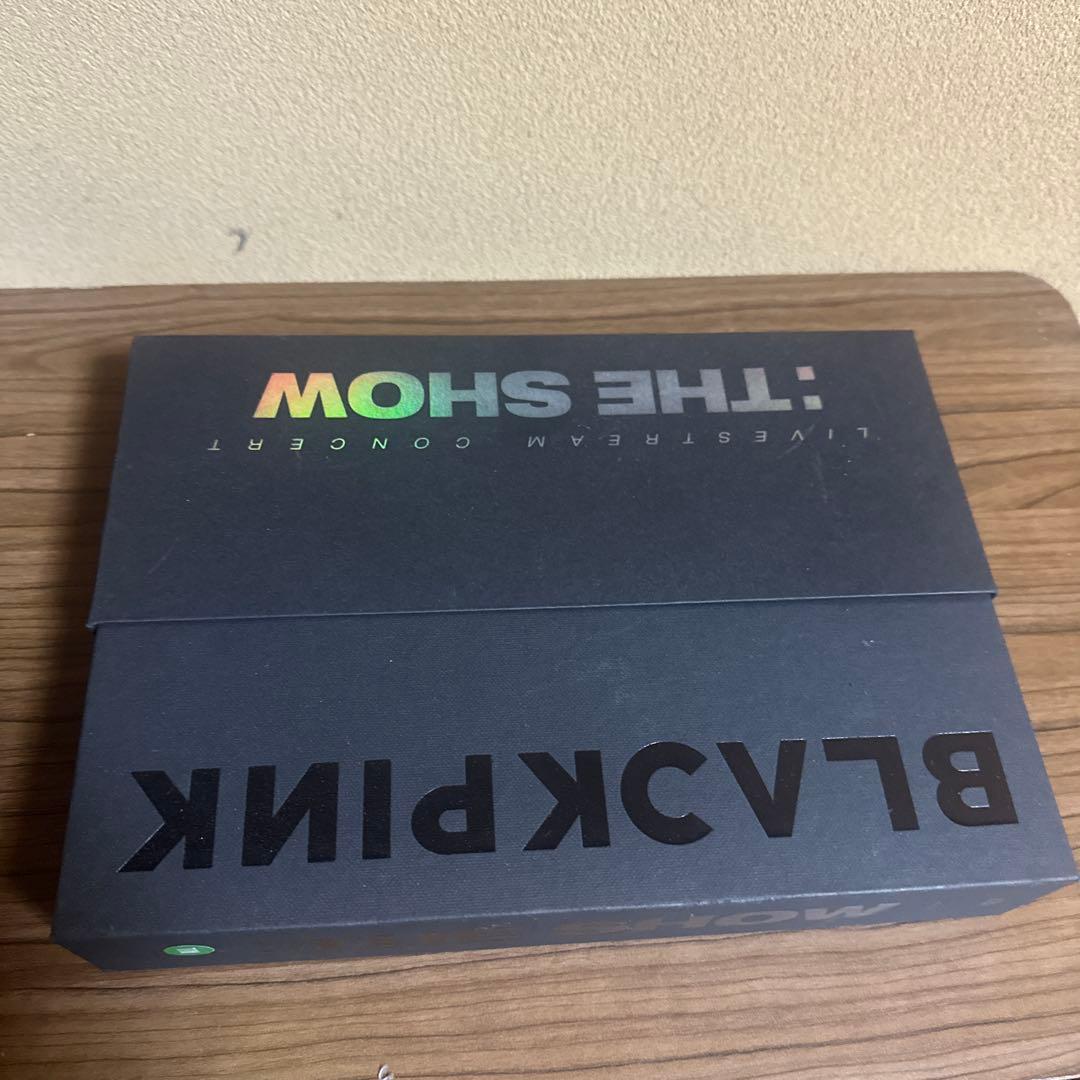 BLACKPINK
LIVESTREAM CONCERT
:THE SHOW